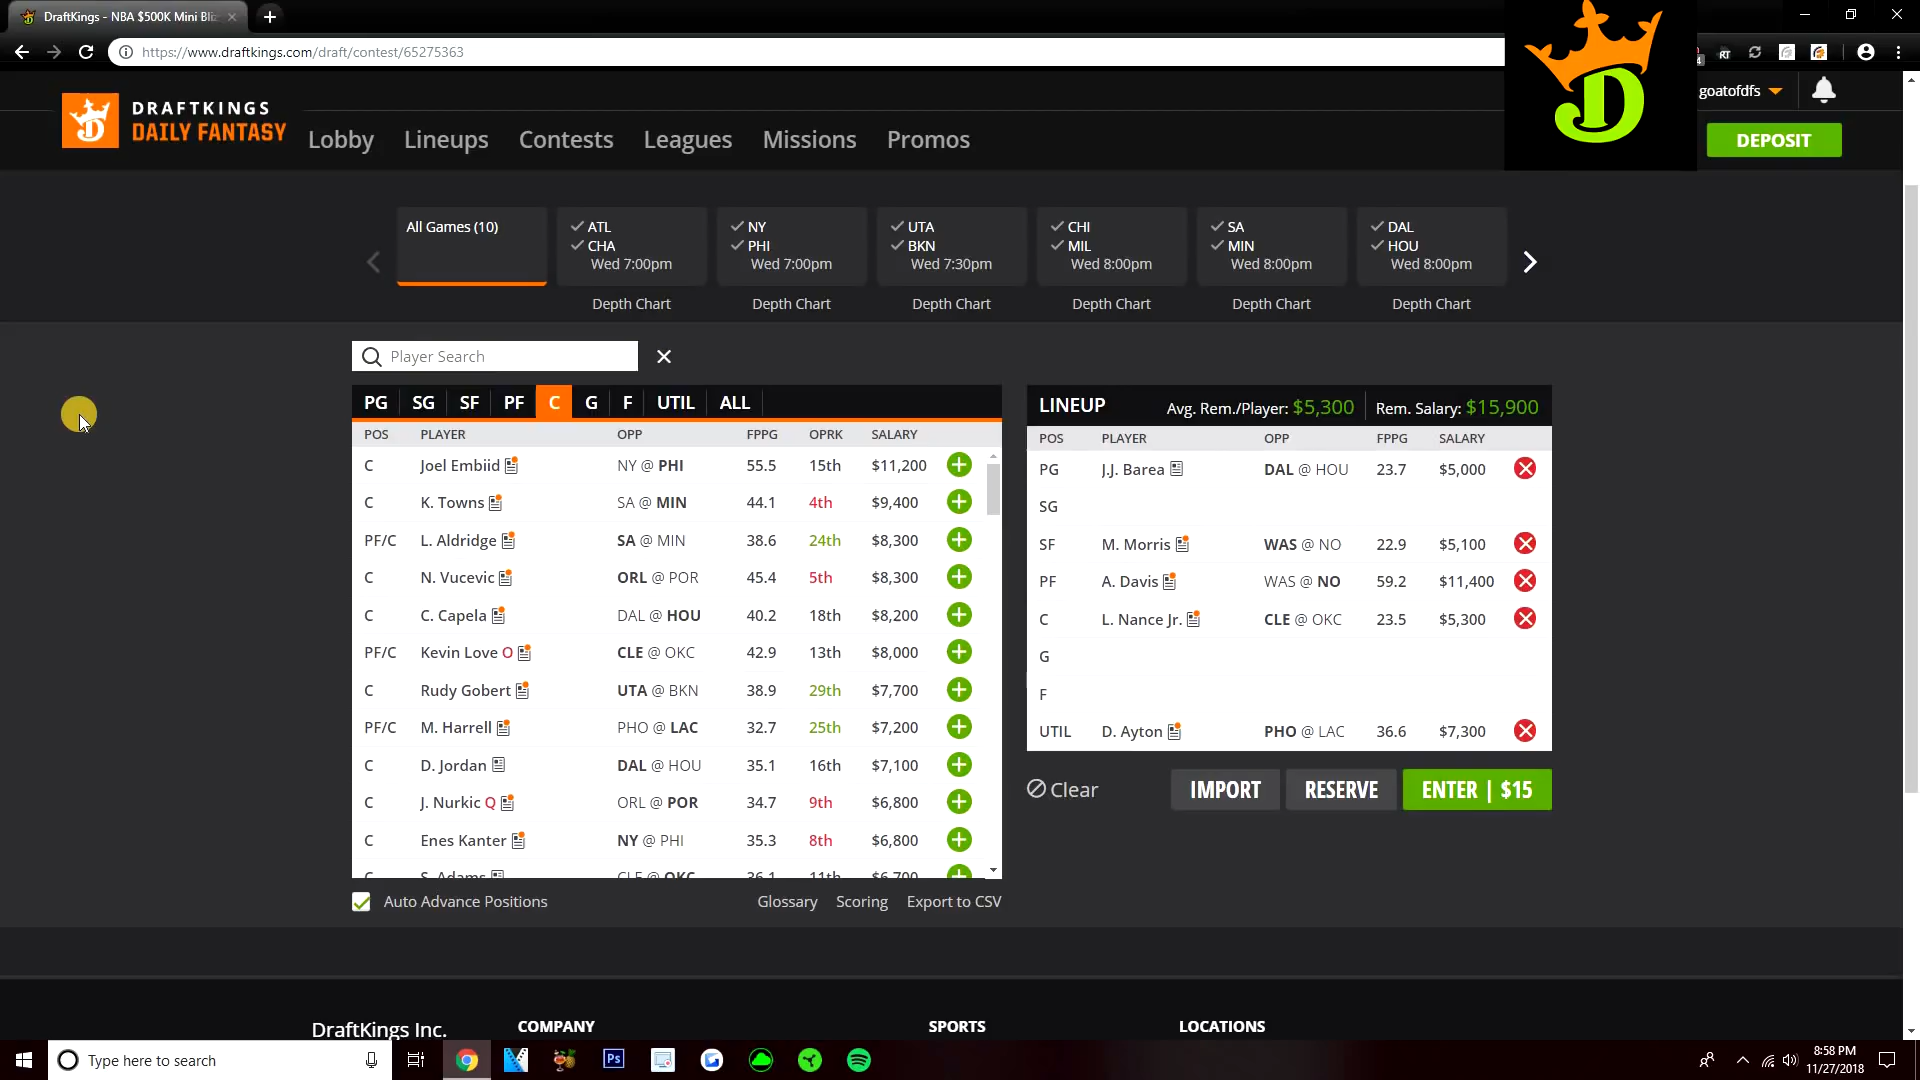 DraftKings - NBA $500K Mini Bli
https://www.draftkings.com/draft/contest/65275363
RT
DRAFTKINGS
DAILY FANTASY
Lobby Lineups Contests Leagues Missions Promos
goatofdfs
DEPOSIT
All Games (10)
ATL
CHA
Wed 7:00pm
Depth Chart
NY
PHI
Wed 7:00pm
Depth Chart
UTA
BKN
Wed 7:30pm
Depth Chart
CHI
MIL
Wed 8:00pm
Depth Chart
SA
MIN
Wed 8:00pm
Depth Chart
DAL
HOU
Wed 8:00pm
Depth Chart
Player Search
PG SG SF PF C G F UTIL ALL
POS PLAYER OPP FPPG OPRK SALARY
C Joel Embiid NY @ PHI 55.5 15th $11,200
C K. Towns SA @ MIN 44.1 4th $9,400
PF/C L. Aldridge SA @ MIN 38.6 24th $8,300
C N. Vucevic ORL @ POR 45.4 5th $8,300
C C. Capela DAL @ HOU 40.2 18th $8,200
PF/C Kevin Love O CLE @ OKC 42.9 13th $8,000
C Rudy Gobert UTA @ BKN 38.9 29th $7,700
PF/C M. Harrell PHO @ LAC 32.7 25th $7,200
C D. Jordan DAL @ HOU 35.1 16th $7,100
C J. Nurkic Q ORL @ POR 34.7 9th $6,800
C Enes Kanter NY @ PHI 35.3 8th $6,800
C S. Adams CLE @ OKC 36.1 11th $6,700
Auto Advance Positions
Glossary Scoring Export to CSV
LINEUP Avg. Rem./Player: $5,300 Rem. Salary: $15,900
POS PLAYER OPP FPPG SALARY
PG J.J. Barea DAL @ HOU 23.7 $5,000
SG
SF M. Morris WAS @ NO 22.9 $5,100
PF A. Davis WAS @ NO 59.2 $11,400
C L. Nance Jr. CLE @ OKC 23.5 $5,300
G
F
UTIL D. Ayton PHO @ LAC 36.6 $7,300
Clear IMPORT RESERVE ENTER | $15
DraftKings Inc. COMPANY SPORTS LOCATIONS
Type here to search
Ps
8:58 PM
11/27/2018